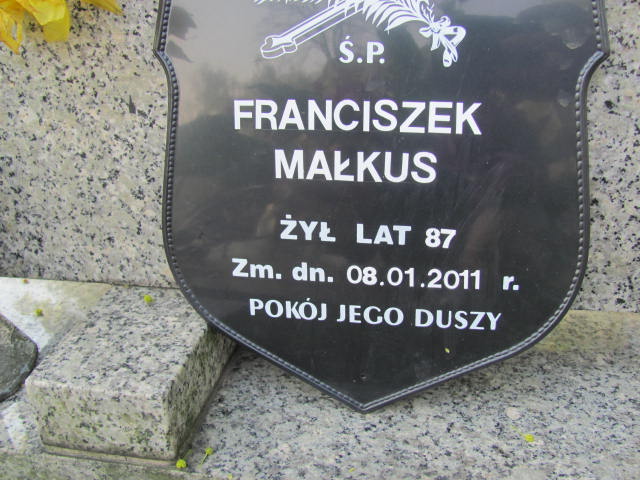 Ś.P.
FRANCISZEK
MAŁKUS
ŻYŁ LAT 87
Zm. dn. 08.01.2011 r.
POKÓJ JEGO DUSZY